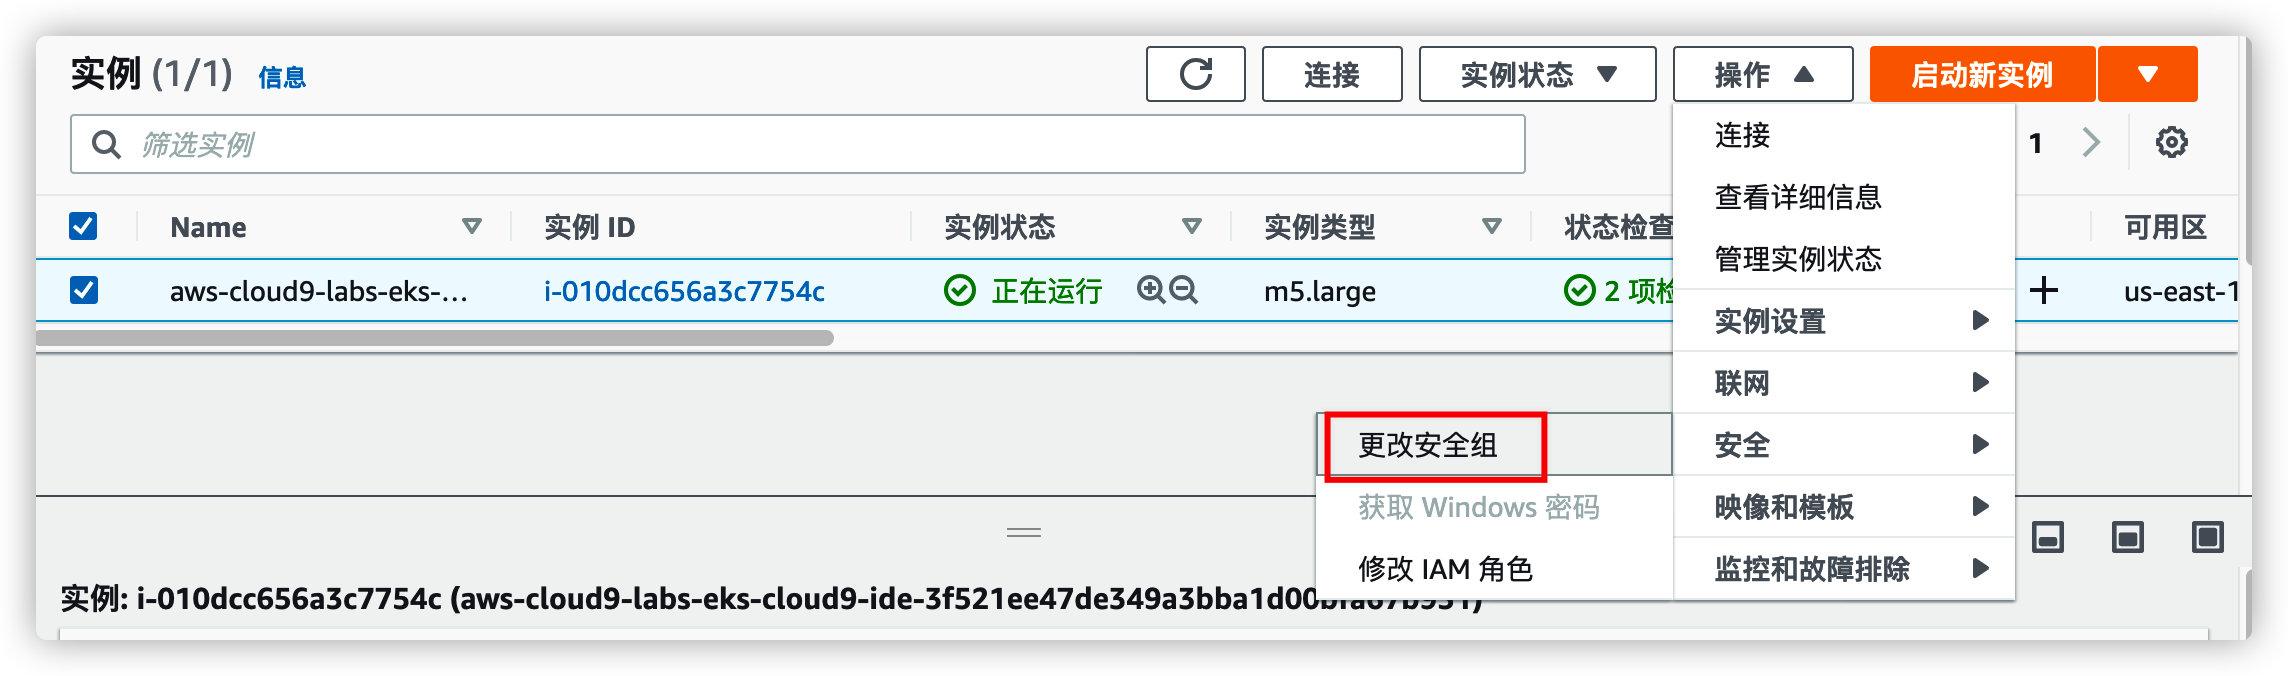 实例 (1/1) 信息 连接 实例状态 操作 启动新实例
筛选实例
连接
1
查看详细信息
管理实例状态
Name 实例 ID 实例状态 实例类型 状态检查 可用区
aws-cloud9-labs-eks-... i-010dcc656a3c7754c 正在运行 m5.large 2 项检 us-east-1
实例设置
联网
安全
映像和模板
监控和故障排除
更改安全组
获取 Windows 密码
修改 IAM 角色
实例: i-010dcc656a3c7754c (aws-cloud9-labs-eks-cloud9-ide-3f521ee47de349a3bba1d00bfa67b951)